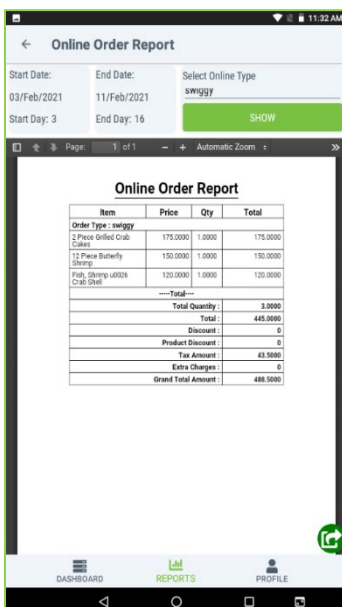 11:32 AM
Online Order Report
Start Date: End Date: Select Online Type
03/Feb/2021 11/Feb/2021 swiggy
Start Day: 3 End Day: 16 SHOW
Page: 1 of 1 Automatic Zoom
Online Order Report
Item Price Qty Total
Order Type : swiggy
2 Piece Grilled Crab Cakes 175.0000 1.0000 175.0000
12 Piece Butterfly Shrimp 150.0000 1.0000 150.0000
Fish, Shrimp u0026 Crab Shell 120.0000 1.0000 120.0000
-----Total----
Total Quantity : 3.0000
Total : 445.0000
Discount : 0
Product Discount : 0
Tax Amount : 43.5000
Extra Charges : 0
Grand Total Amount : 488.5000
DASHBOARD REPORTS PROFILE